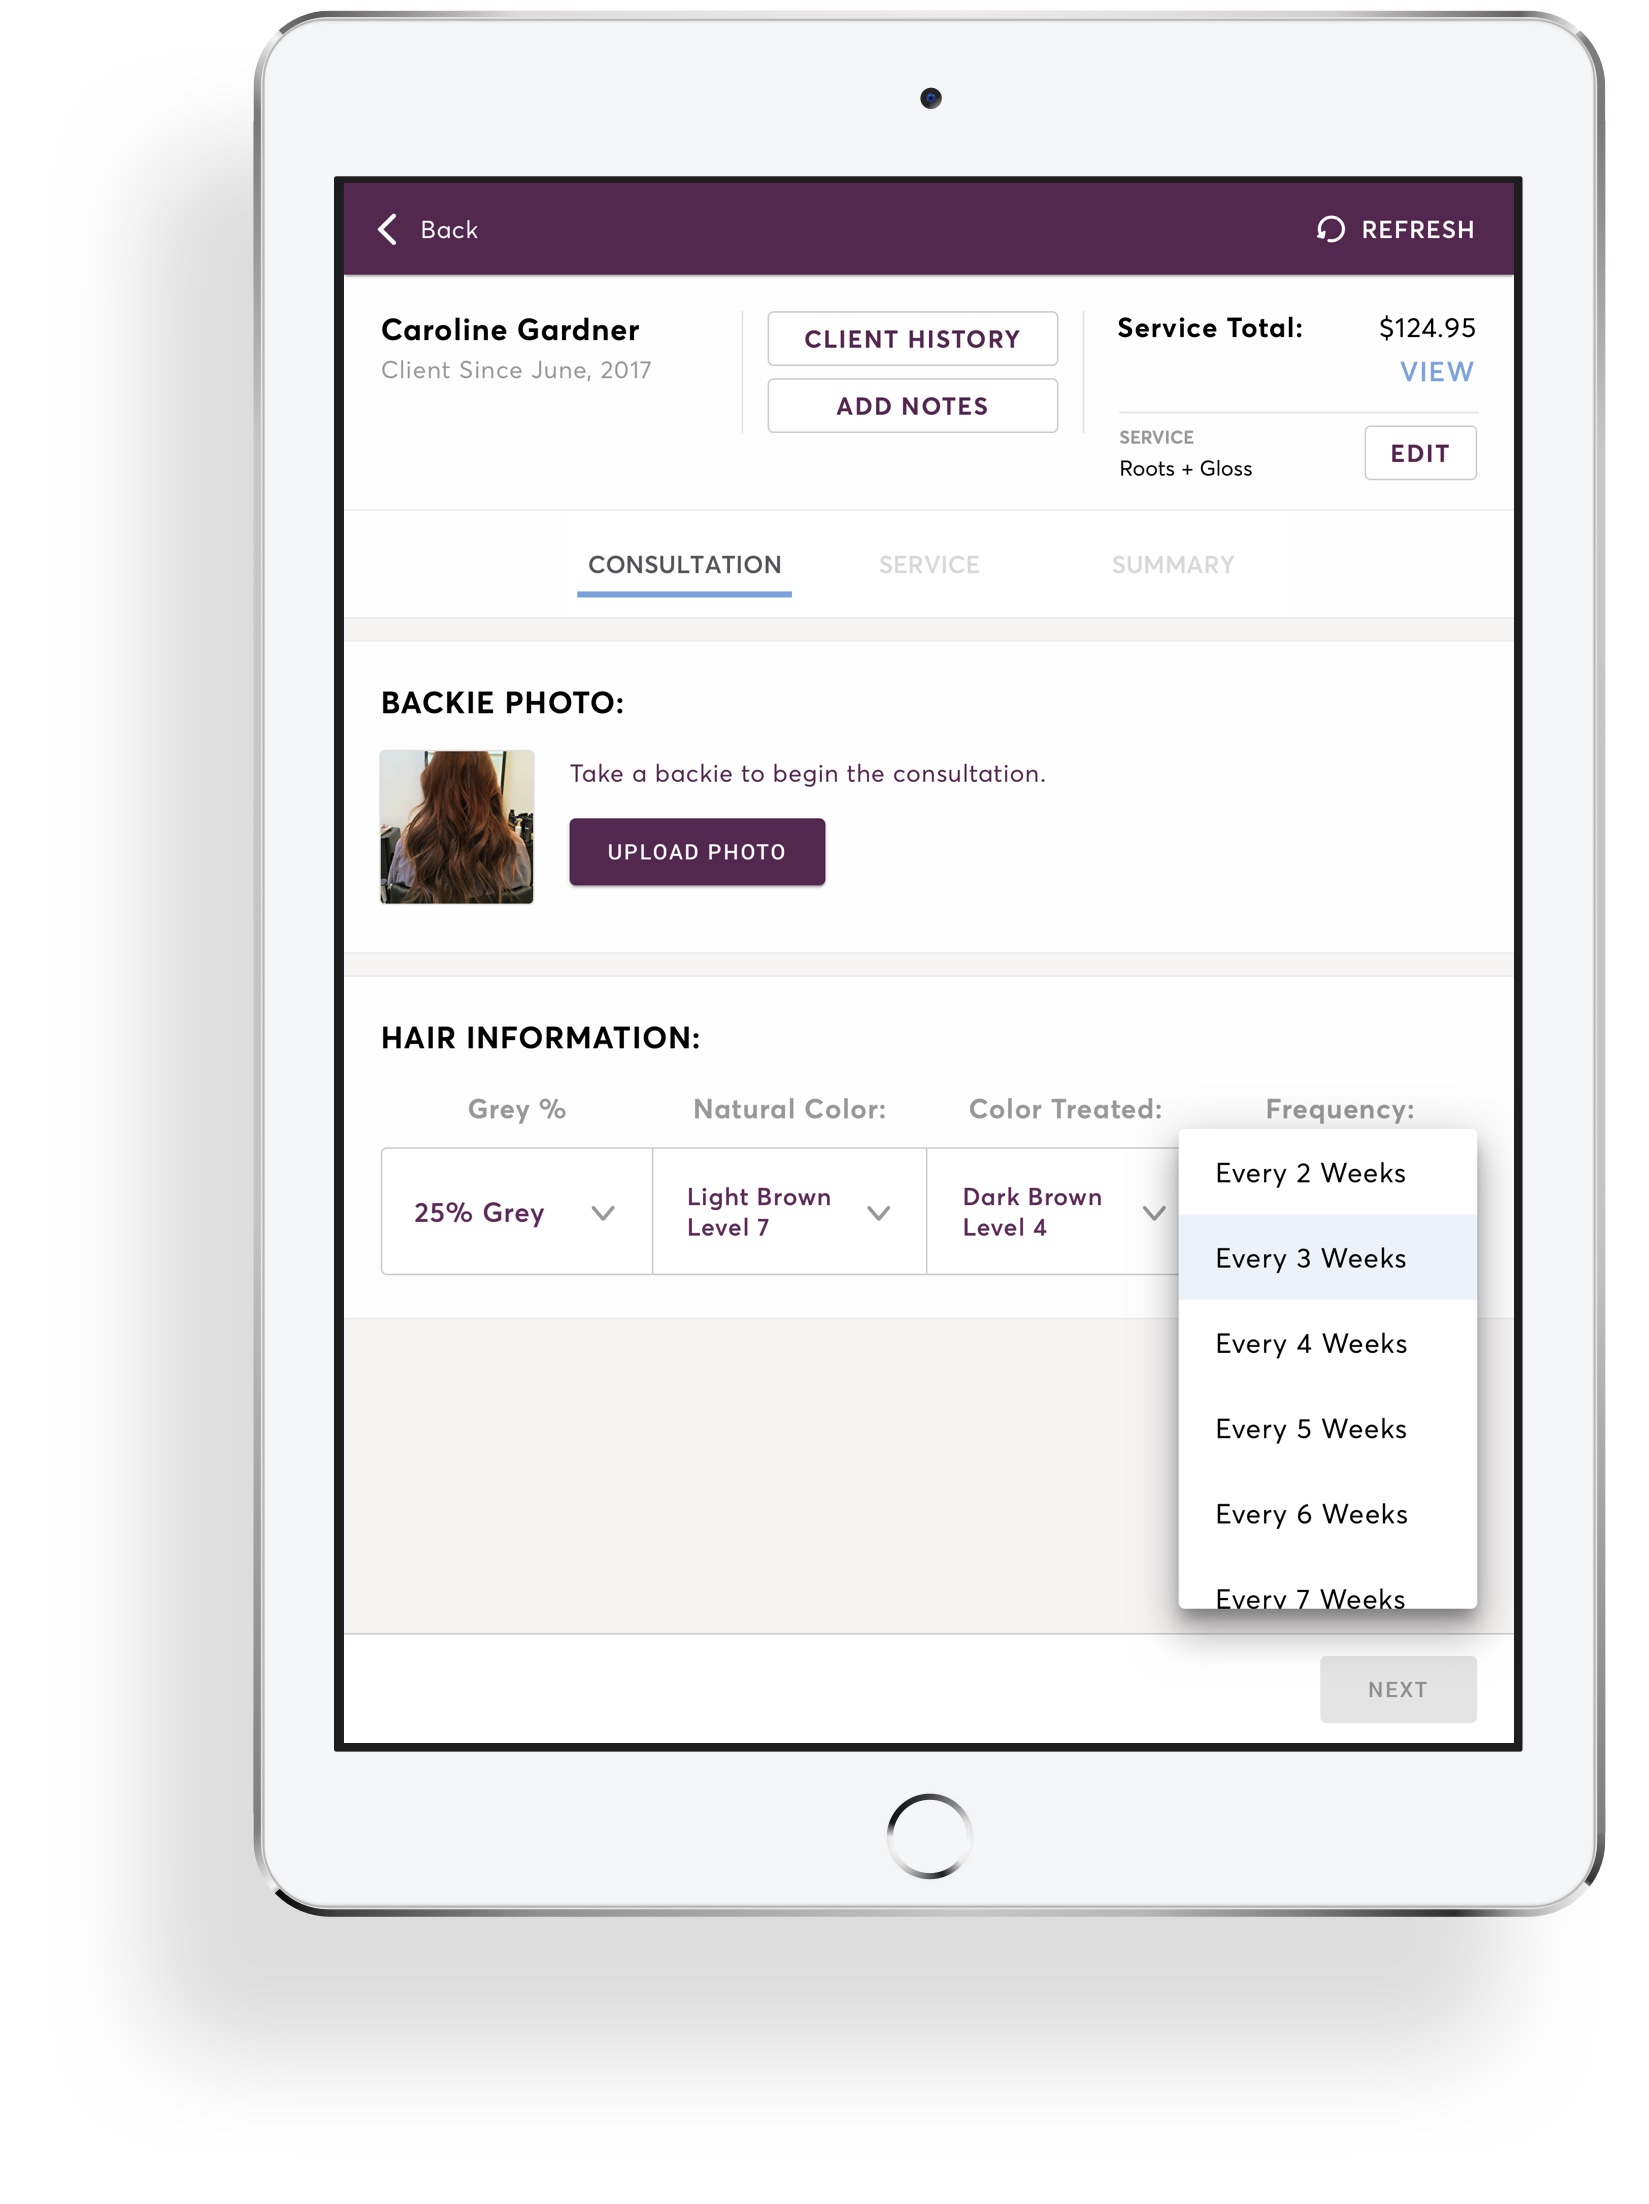 Back
REFRESH
Caroline Gardner
Client Since June, 2017
CLIENT HISTORY
ADD NOTES
Service Total: $124.95
VIEW
SERVICE
Roots + Gloss
EDIT
CONSULTATION
SERVICE
SUMMARY
BACKIE PHOTO:
Take a backie to begin the consultation.
UPLOAD PHOTO
HAIR INFORMATION:
Grey %
Natural Color:
Color Treated:
Frequency:
25% Grey
Light Brown
Level 7
Dark Brown
Level 4
Every 2 Weeks
Every 3 Weeks
Every 4 Weeks
Every 5 Weeks
Every 6 Weeks
Every 7 Weeks
NEXT